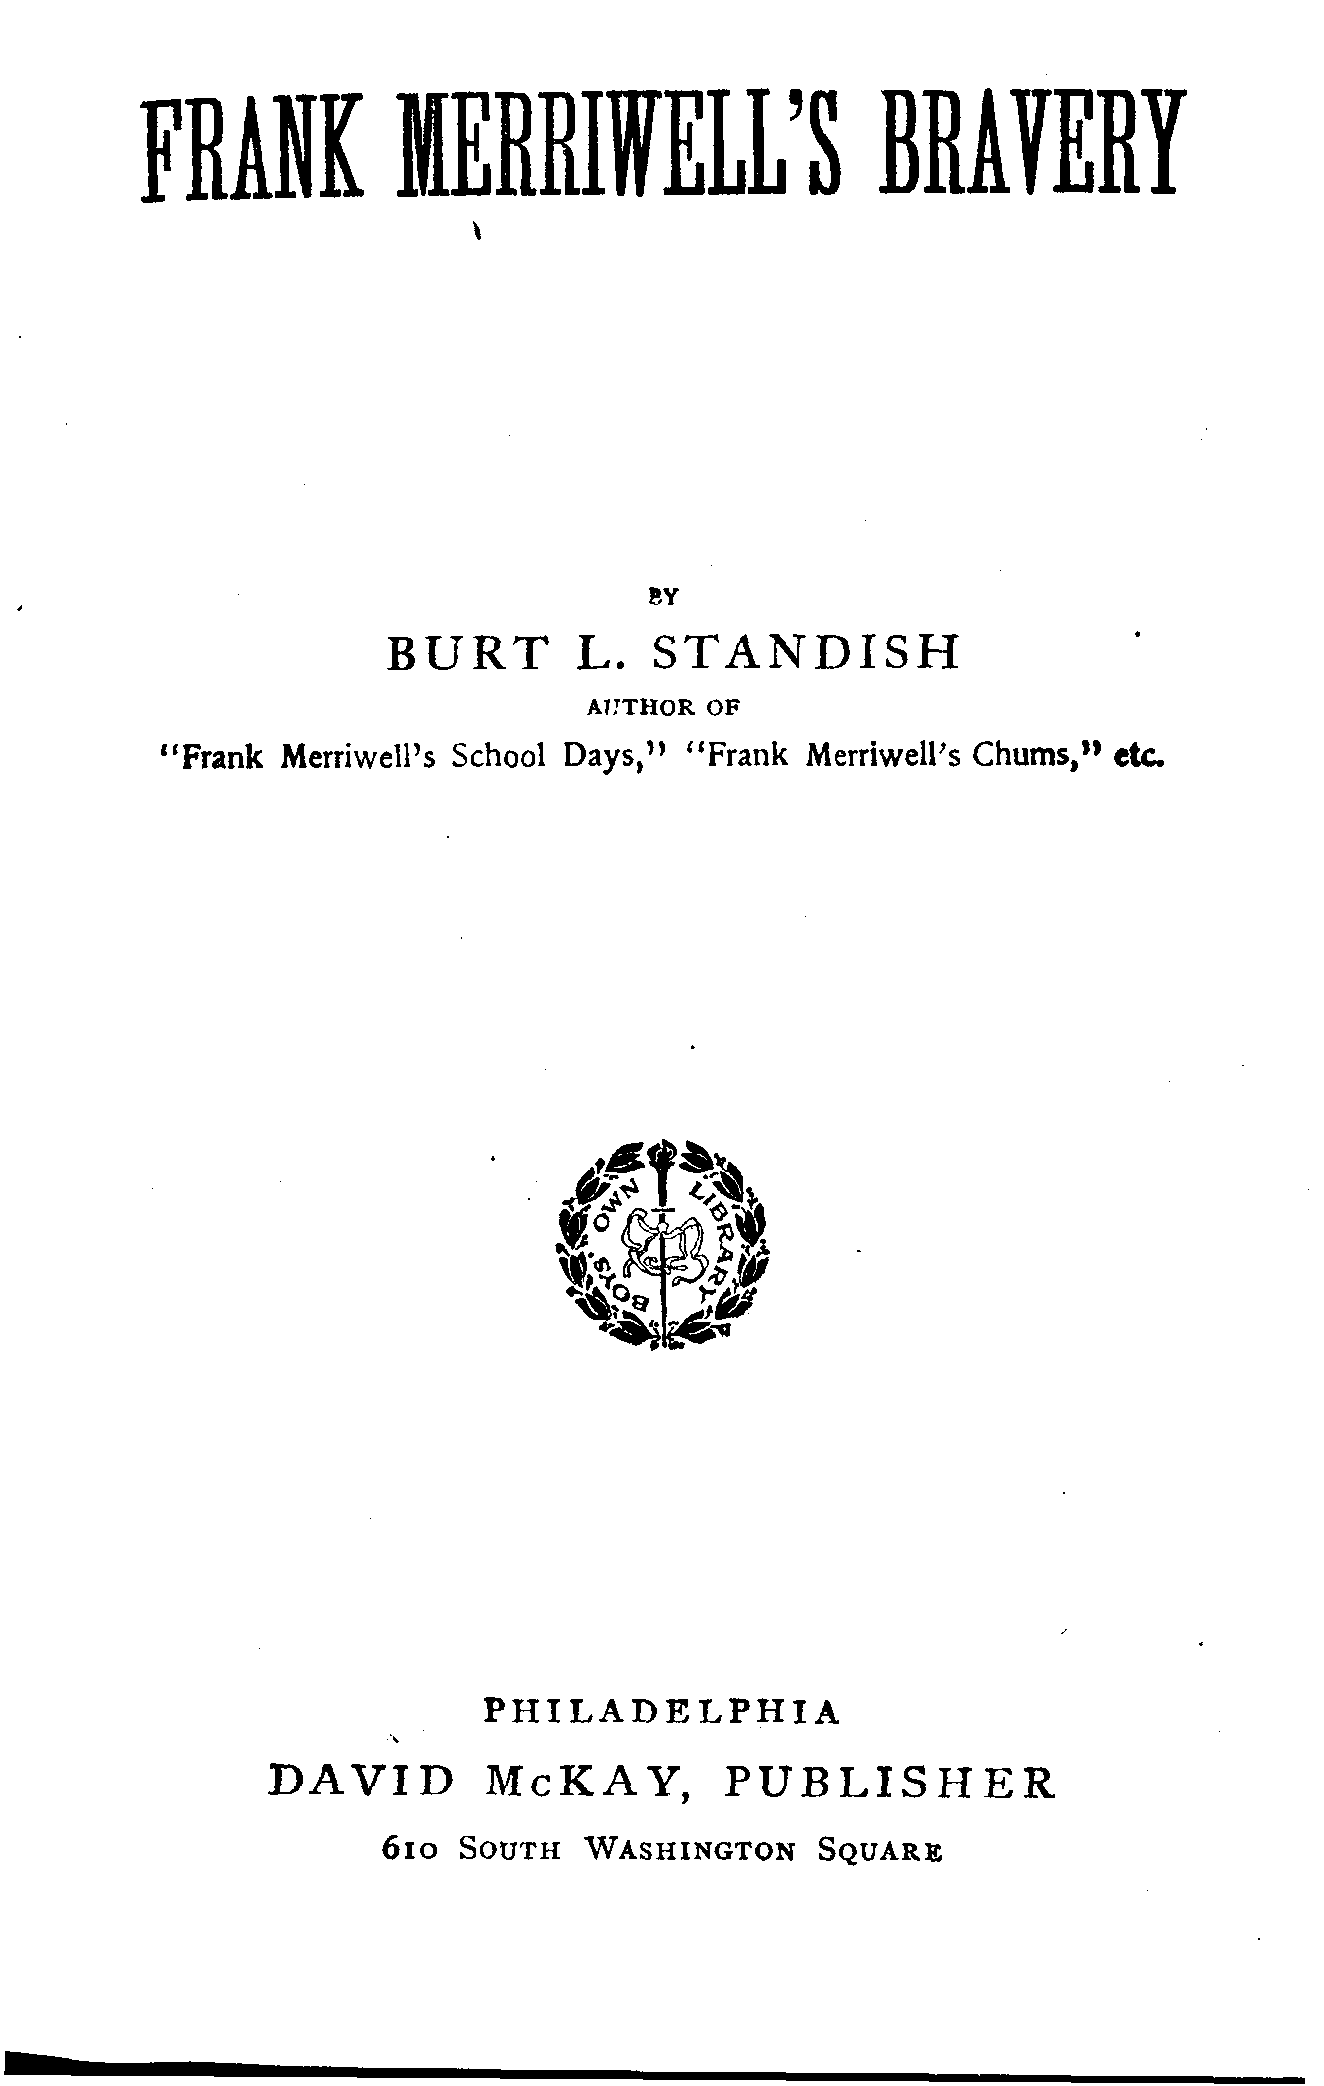 FRANK MERRIWELL'S BRAVERY
BY
BURT L. STANDISH
AUTHOR OF
"Frank Merriwell's School Days," "Frank Merriwell's Chums," etc.
BOYS' OWN LIBRARY
PHILADELPHIA
DAVID McKAY, PUBLISHER
610 SOUTH WASHINGTON SQUARE